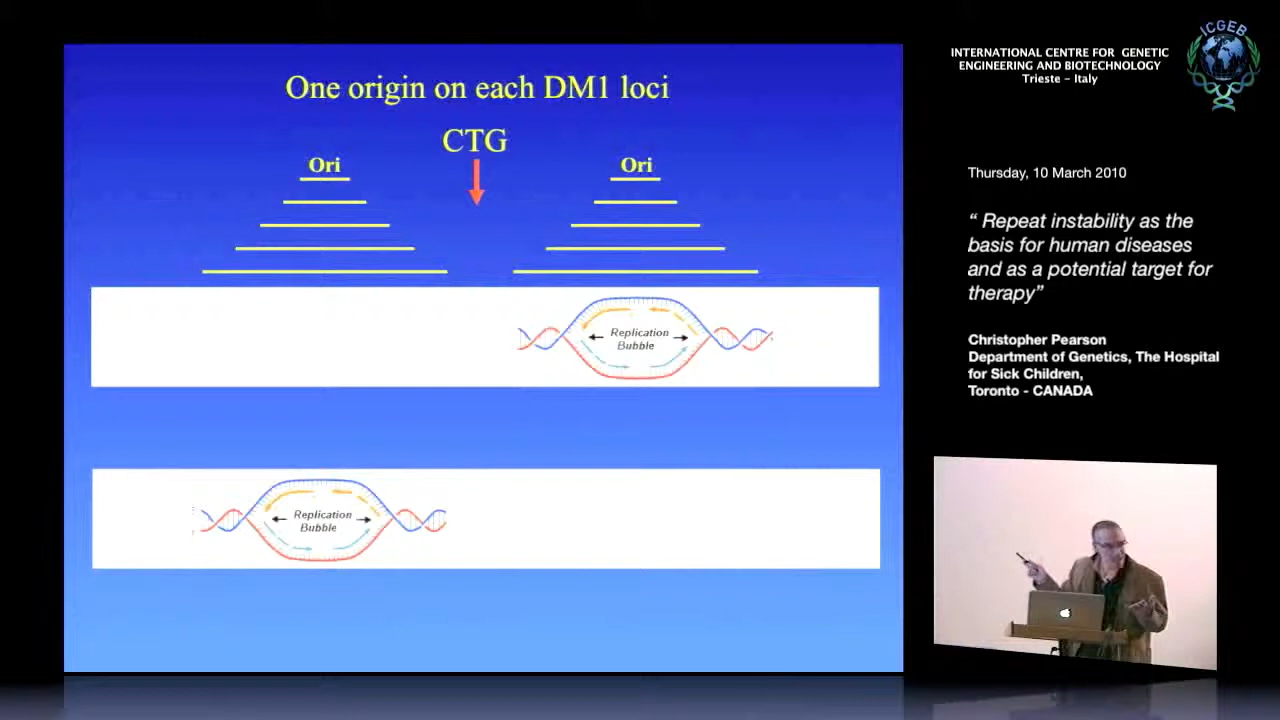 One origin on each DM1 loci
CTG
Ori
Ori
Replication
Bubble
Replication
Bubble
ICGEB
INTERNATIONAL CENTRE FOR GENETIC
ENGINEERING AND BIOTECHNOLOGY
Trieste - Italy
Thursday, 10 March 2010
“ Repeat instability as the
basis for human diseases
and as a potential target for
therapy”
Christopher Pearson
Department of Genetics, The Hospital
for Sick Children,
Toronto - CANADA